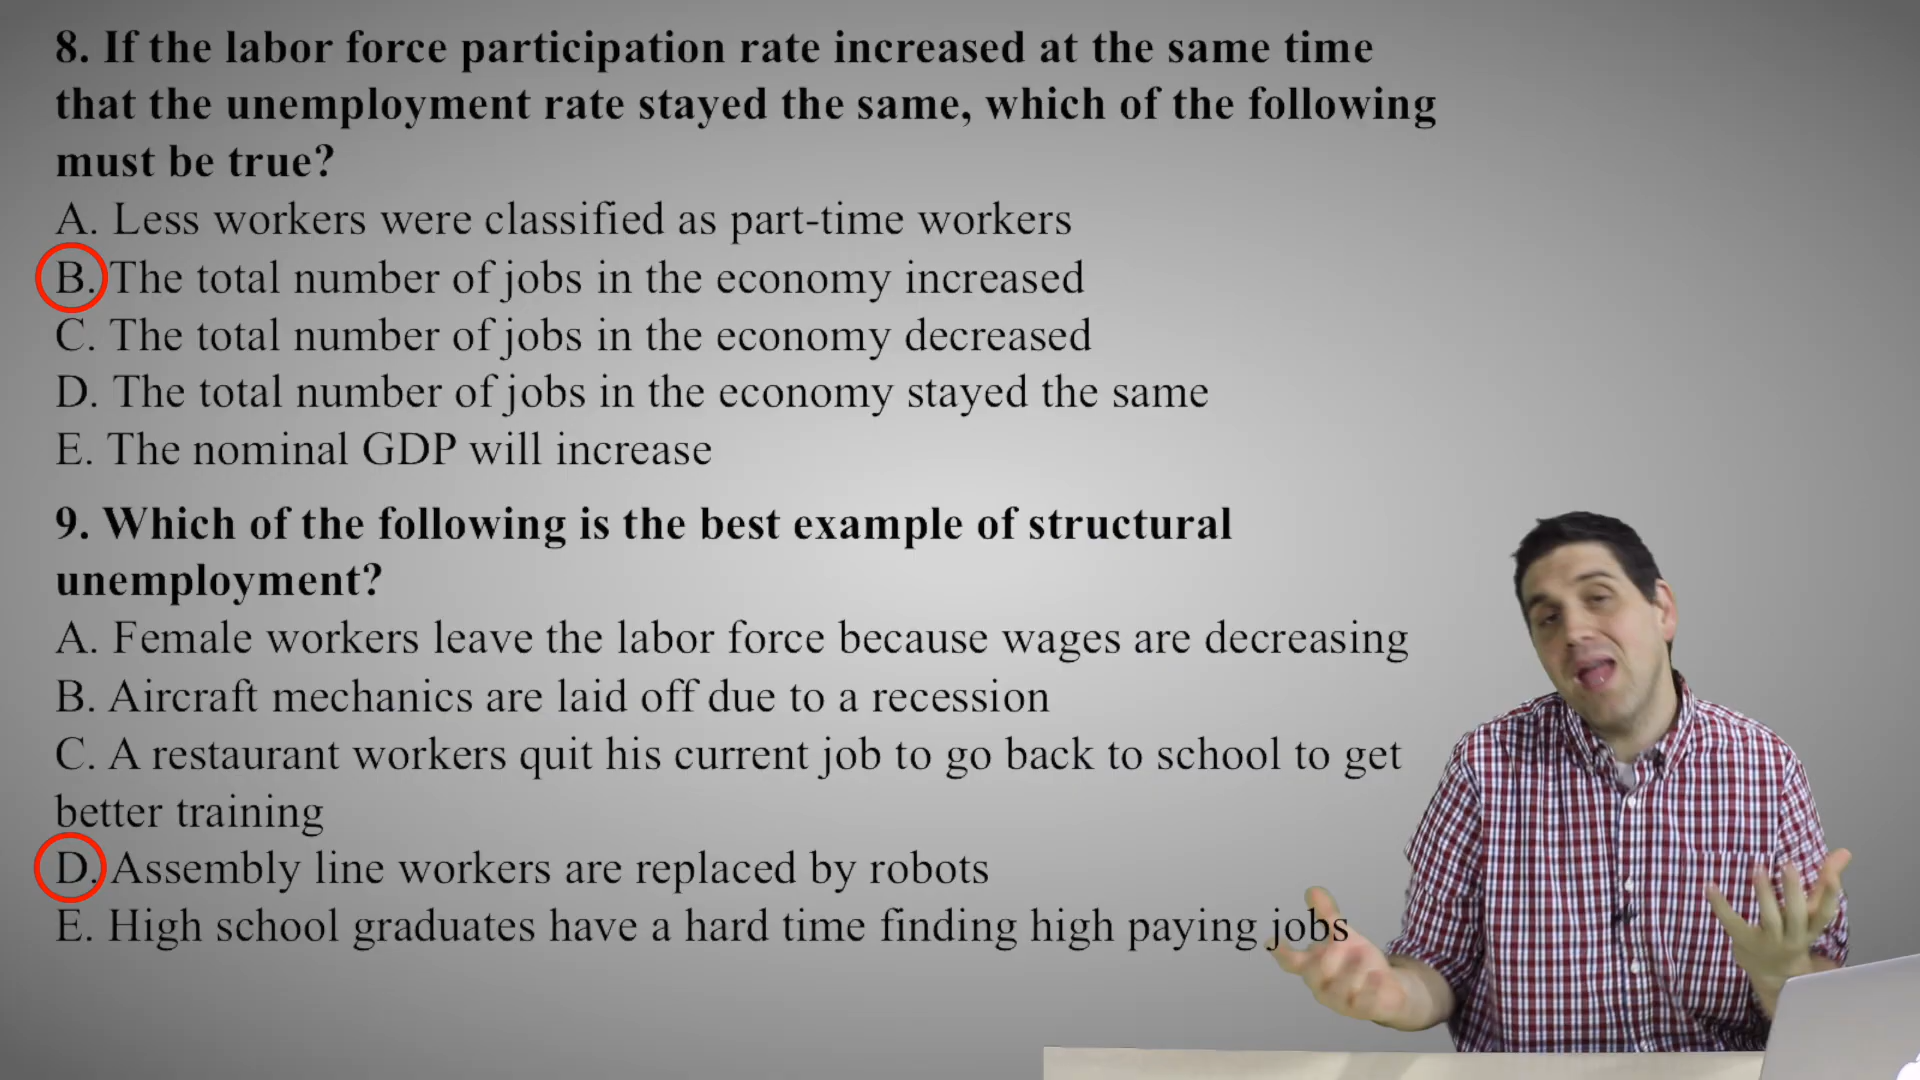 8. If the labor force participation rate increased at the same time
that the unemployment rate stayed the same, which of the following
must be true?
A. Less workers were classified as part-time workers
B. The total number of jobs in the economy increased
C. The total number of jobs in the economy decreased
D. The total number of jobs in the economy stayed the same
E. The nominal GDP will increase
9. Which of the following is the best example of structural
unemployment?
A. Female workers leave the labor force because wages are decreasing
B. Aircraft mechanics are laid off due to a recession
C. A restaurant workers quit his current job to go back to school to get
better training
D. Assembly line workers are replaced by robots
E. High school graduates have a hard time finding high paying jobs